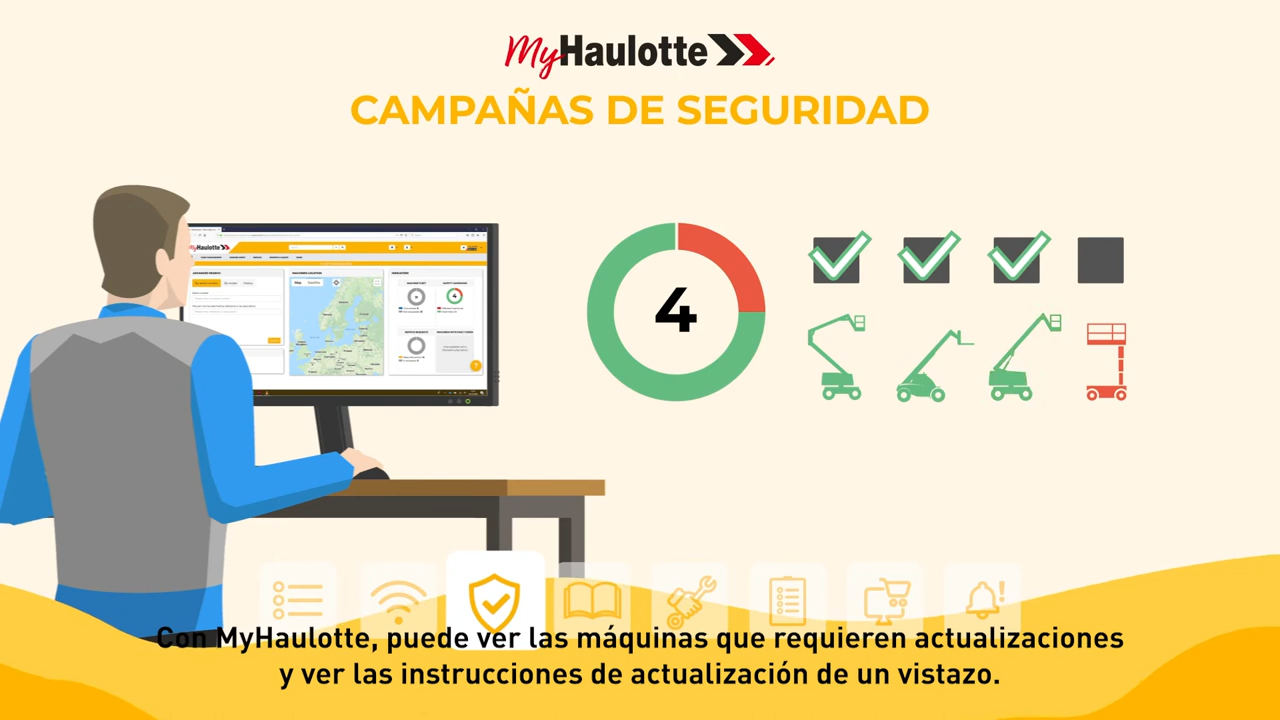 MyHaulotte
CAMPAÑAS DE SEGURIDAD
Haulotte
4
Con MyHaulotte, puede ver las máquinas que requieren actualizaciones
y ver las instrucciones de actualización de un vistazo.